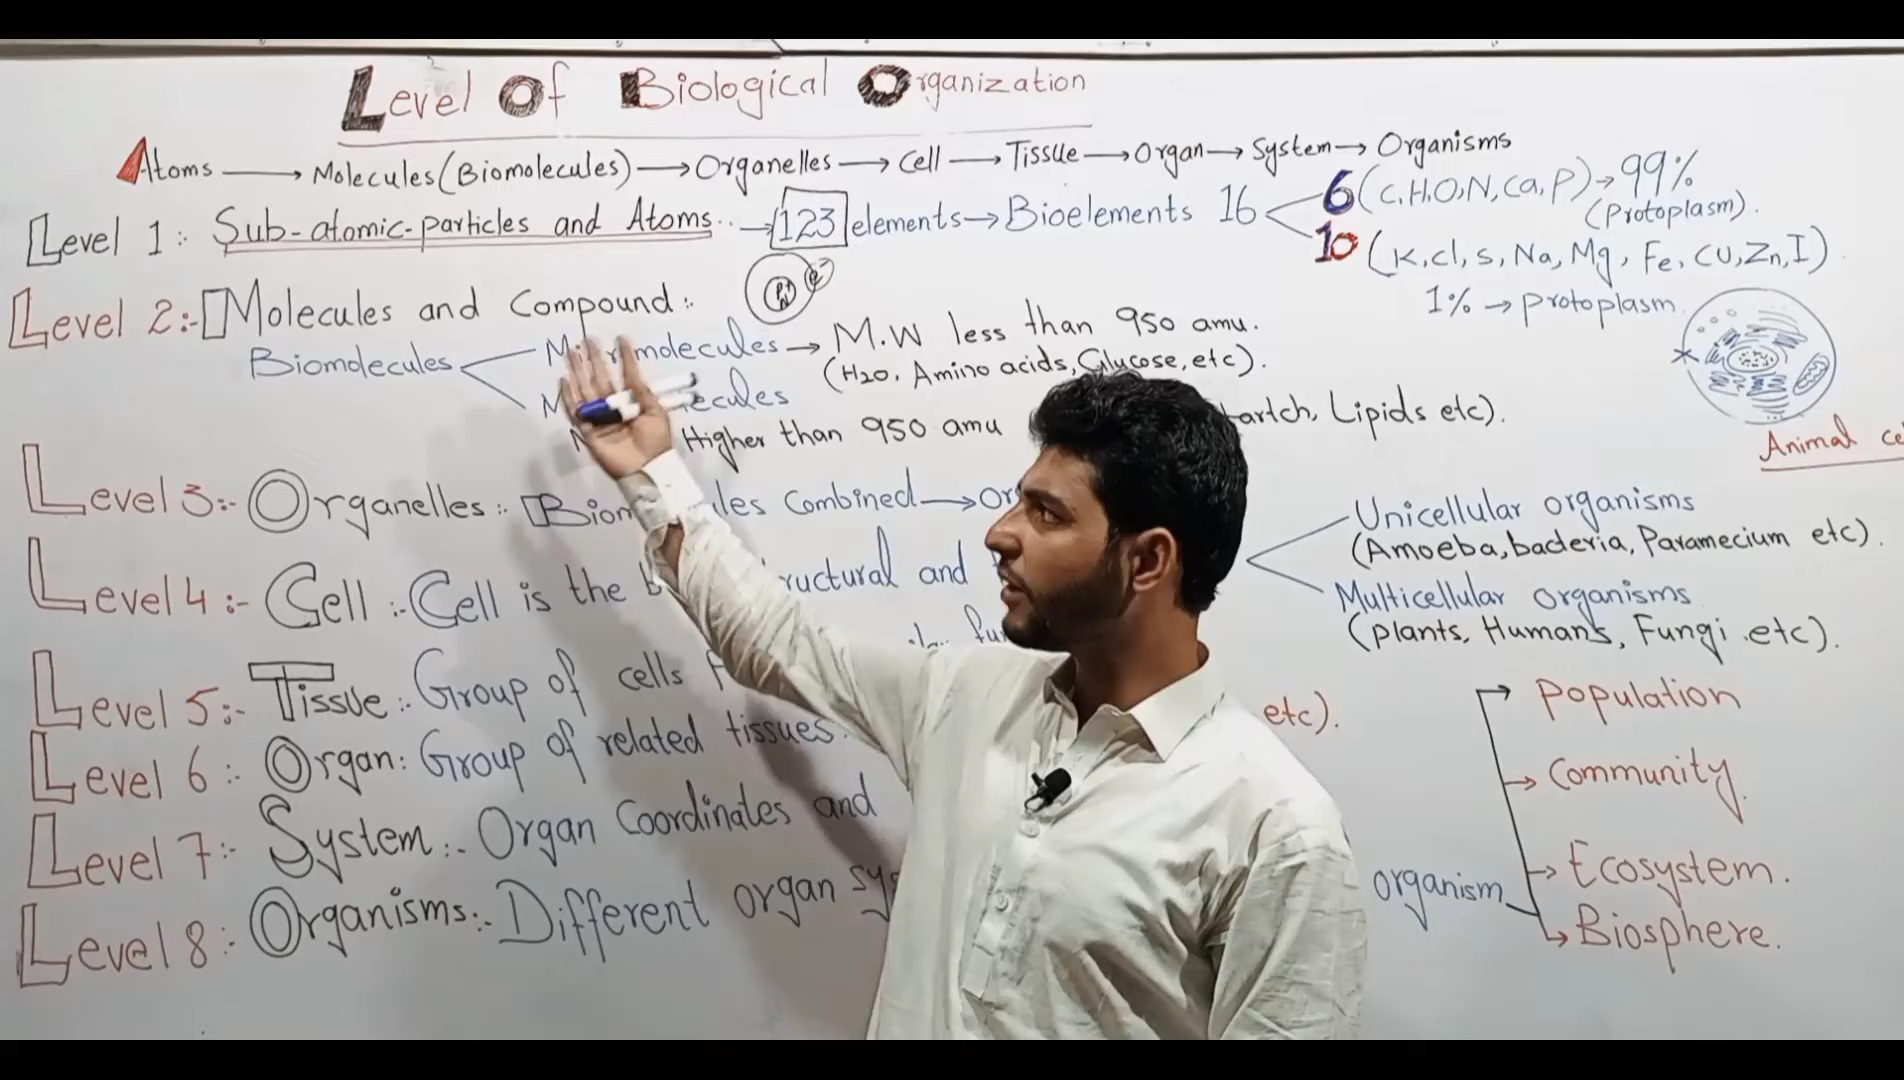 Level Of Biological Organization
Atoms → Molecules (Biomolecules) → Organelles → Cell → Tissue → Organ → System → Organisms
Level 1:- Sub-atomic-particles and Atoms.. → 123 elements → Bioelements 16
6 (C,H,O,N,Ca,P) → 99%
(Protoplasm).
10 (K,Cl,S,Na,Mg,Fe,CU,Zn,I)
1% → protoplasm.
P+
N
e-
Level 2:- Molecules and Compound:-
Biomolecules
molecules → M.W less than 950 amu.
(H2O, Amino acids, Glucose, etc).
Higher than 950 amu
Lipids etc).
Animal
Level 3:- Organelles:- Combined →
Level 4:- Cell:- Cell is the and
Unicellular organisms
(Amoeba, bacteria, Paramecium etc).
Multicellular organisms
(plants, Humans, Fungi etc).
Level 5:- Tissue:- Group of cells
etc).
Level 6:- Organ: Group of related tissues.
Level 7:- System:- Organ Coordinates and
Level 8:- Organisms:- Different organ
organism
Population
Community.
Ecosystem.
Biosphere.